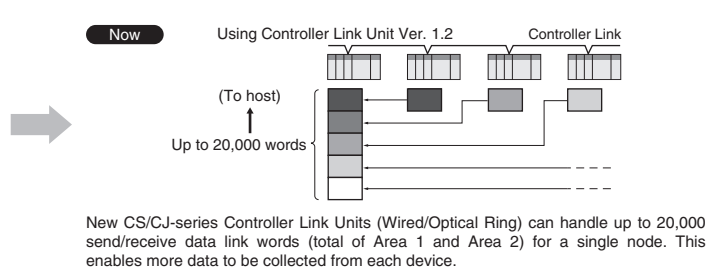 Now
Using Controller Link Unit Ver. 1.2
Controller Link
(To host)
Up to 20,000 words
New CS/CJ-series Controller Link Units (Wired/Optical Ring) can handle up to 20,000
send/receive data link words (total of Area 1 and Area 2) for a single node. This
enables more data to be collected from each device.